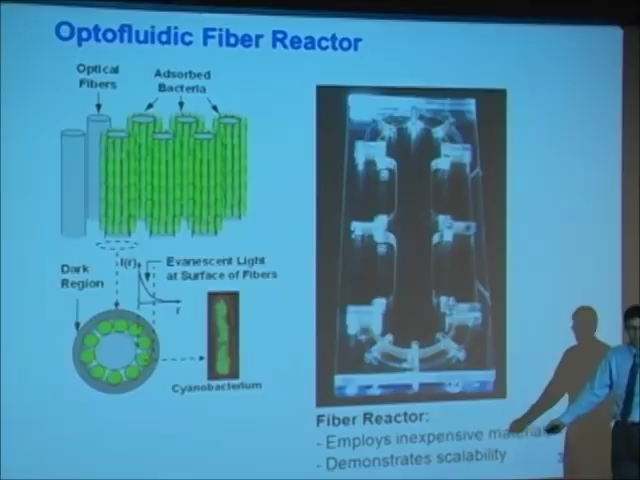 Optofluidic Fiber Reactor
Optical
Fibers
Adsorbed
Bacteria
I(r)
Evanescent Light
at Surface of Fibers
r
Dark
Region
Cyanobacterium
Fiber Reactor:
- Employs inexpensive
- Demonstrates scalability